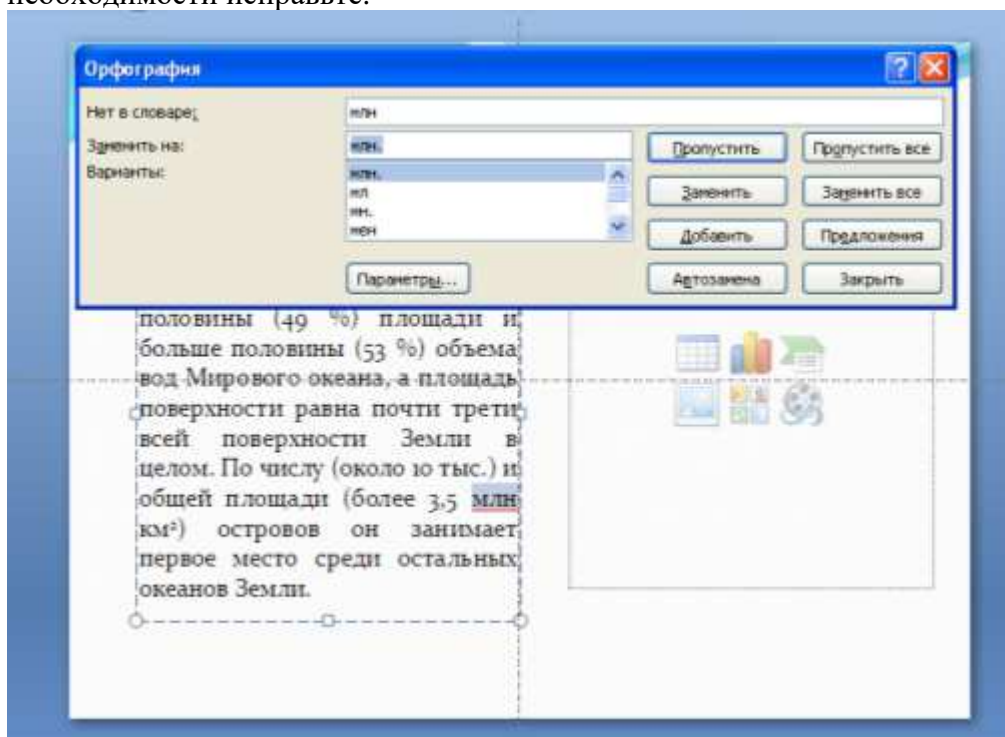 необходимости исправьте.
Орфография
Нет в словаре:
млн
Заменить на:
млн.
Варианты:
млн.
мл
мн.
мен
Пропустить
Пропустить все
Заменить
Заменить все
Добавить
Предложения
Параметры...
Автозамена
Закрыть
половины (49 %) площади и
больше половины (53 %) объема
вод Мирового океана, а площадь
поверхности равна почти трети
всей поверхности Земли в
целом. По числу (около 10 тыс.) и
общей площади (более 3,5 млн
км²) островов он занимает
первое место среди остальных
океанов Земли.